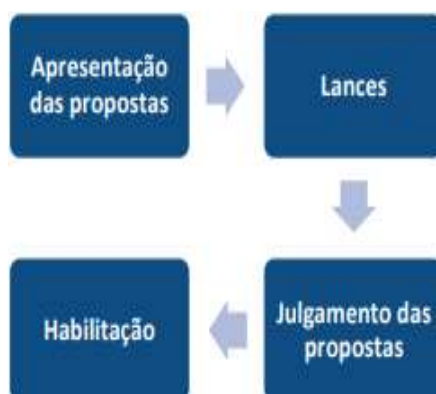 Apresentação
das propostas
Lances
Julgamento das
propostas
Habilitação